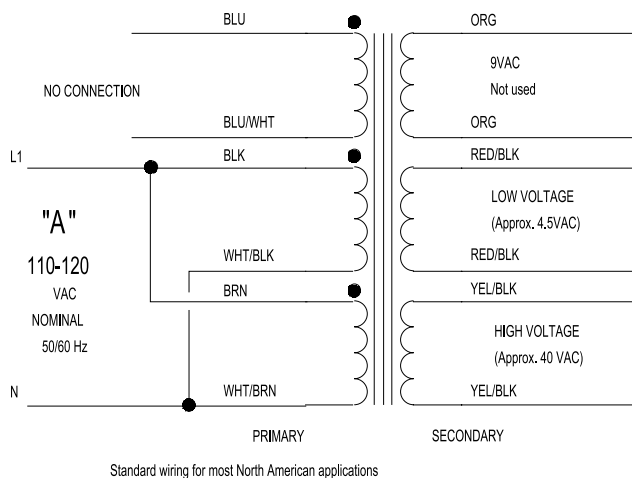 BLU
ORG
9VAC
Not used
NO CONNECTION
BLU/WHT
ORG
L1
BLK
RED/BLK
"A"
110-120
VAC
NOMINAL
50/60 Hz
LOW VOLTAGE
(Approx. 4.5VAC)
WHT/BLK
RED/BLK
BRN
YEL/BLK
HIGH VOLTAGE
(Approx. 40 VAC)
N
WHT/BRN
YEL/BLK
PRIMARY
SECONDARY
Standard wiring for most North American applications